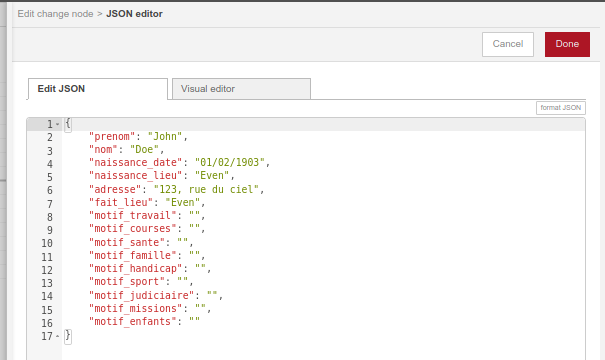 Edit change node > JSON editor
Cancel Done
Edit JSON Visual editor
format JSON
1 {
2 "prenom": "John",
3 "nom": "Doe",
4 "naissance_date": "01/02/1903",
5 "naissance_lieu": "Even",
6 "adresse": "123, rue du ciel",
7 "fait_lieu": "Even",
8 "motif_travail": "",
9 "motif_courses": "",
10 "motif_sante": "",
11 "motif_famille": "",
12 "motif_handicap": "",
13 "motif_sport": "",
14 "motif_judiciaire": "",
15 "motif_missions": "",
16 "motif_enfants": ""
17 }